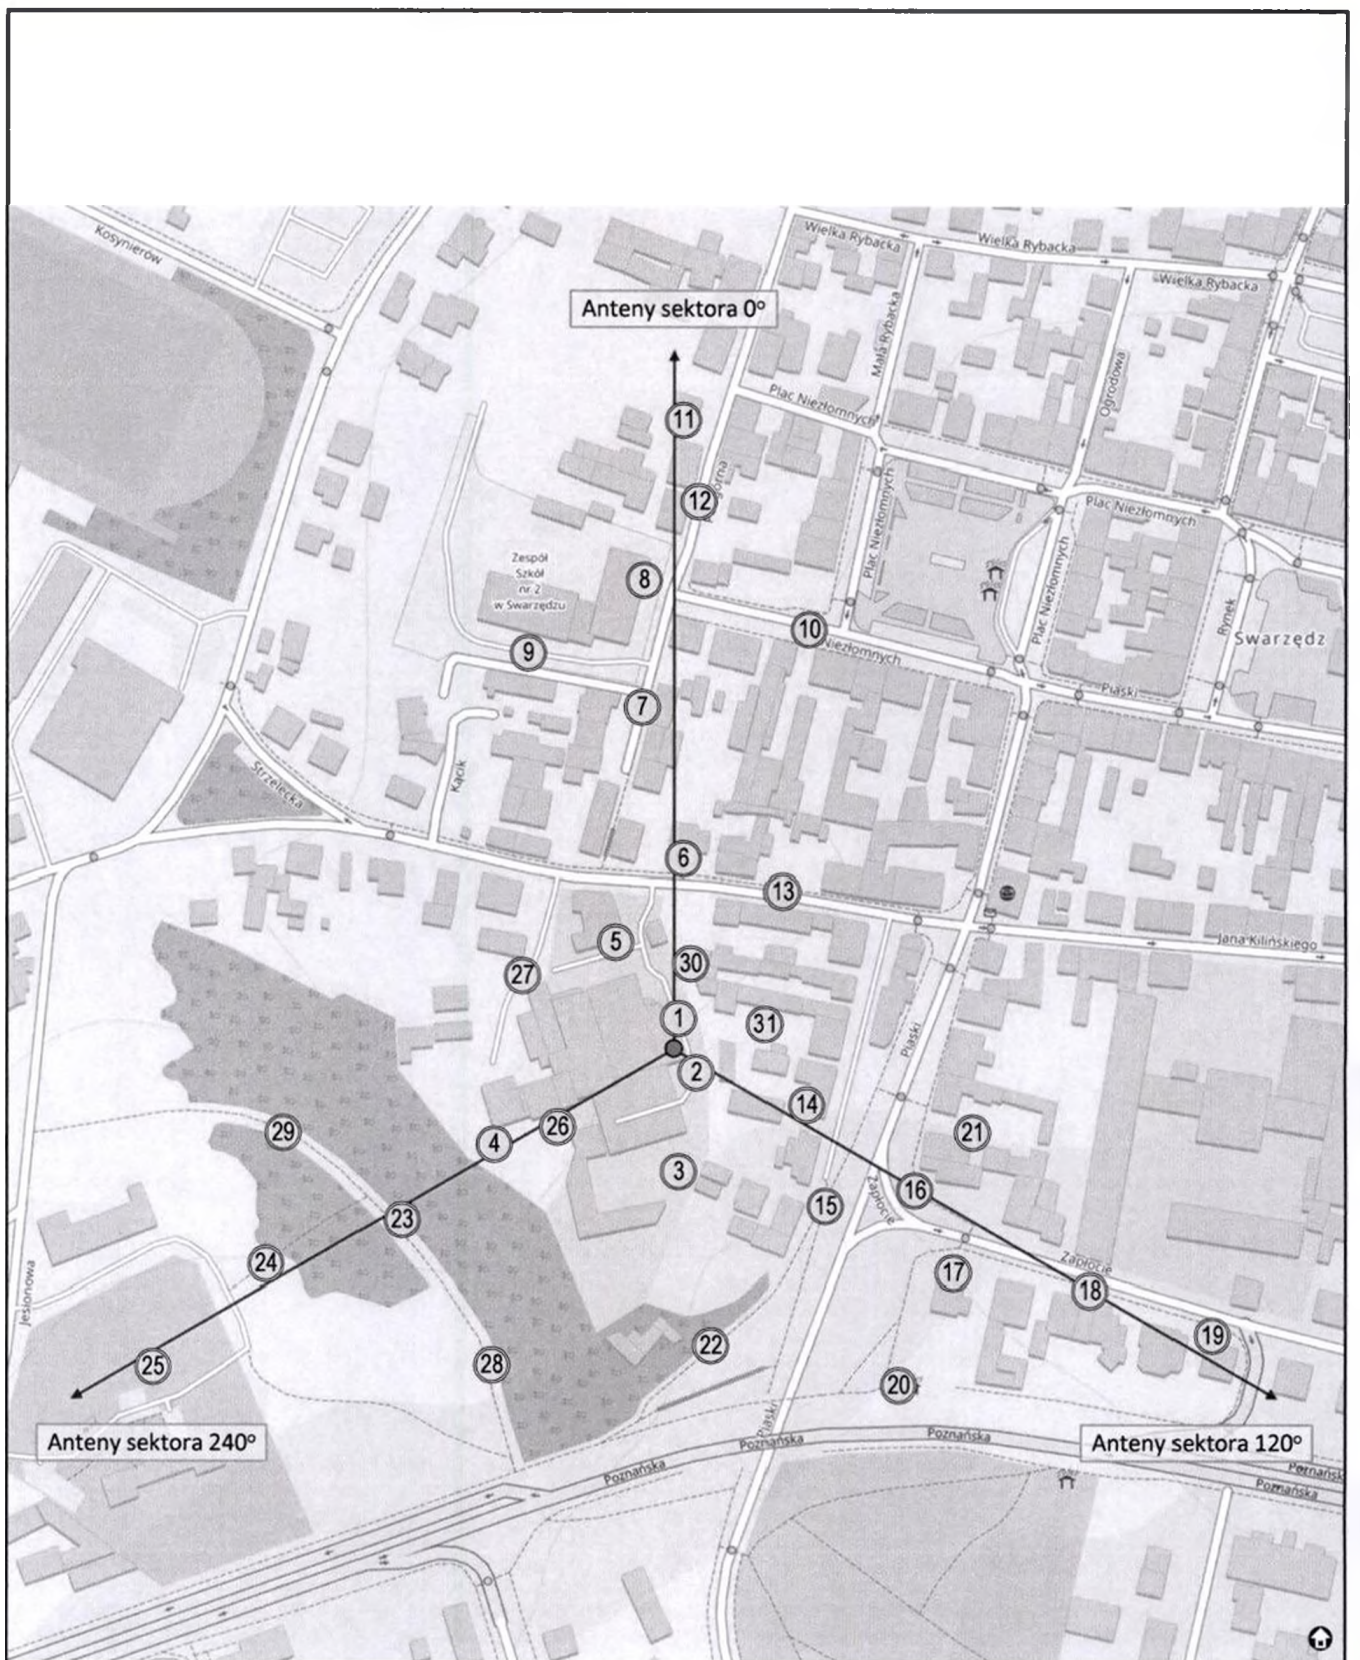 Kosynierów
Wielka Rybacka
Wielka Rybacka
Wielka Rybacka
Anteny sektora 0°
Mała Rybacka
Ogrodowa
Plac Niezłomnych
11
12
Plac Niezłomnych
Plac Niezłomnych
Plac Niezłomnych
Zespół
Szkół
nr 2
w Swarzędzu
8
Rynek
Swarzędz
10
Niezłomnych
9
Piaski
7
Kącik
Strzelecka
6
13
Jana Kilińskiego
5
27
30
1
31
Piaski
2
14
29
26
4
21
3
16
15
23
Zapłocie
24
17
Zapłocie
18
Jesionowa
19
22
25
28
20
Anteny sektora 240°
Piaski
Poznańska
Poznańska
Anteny sektora 120°
Poznańska
Poznańska